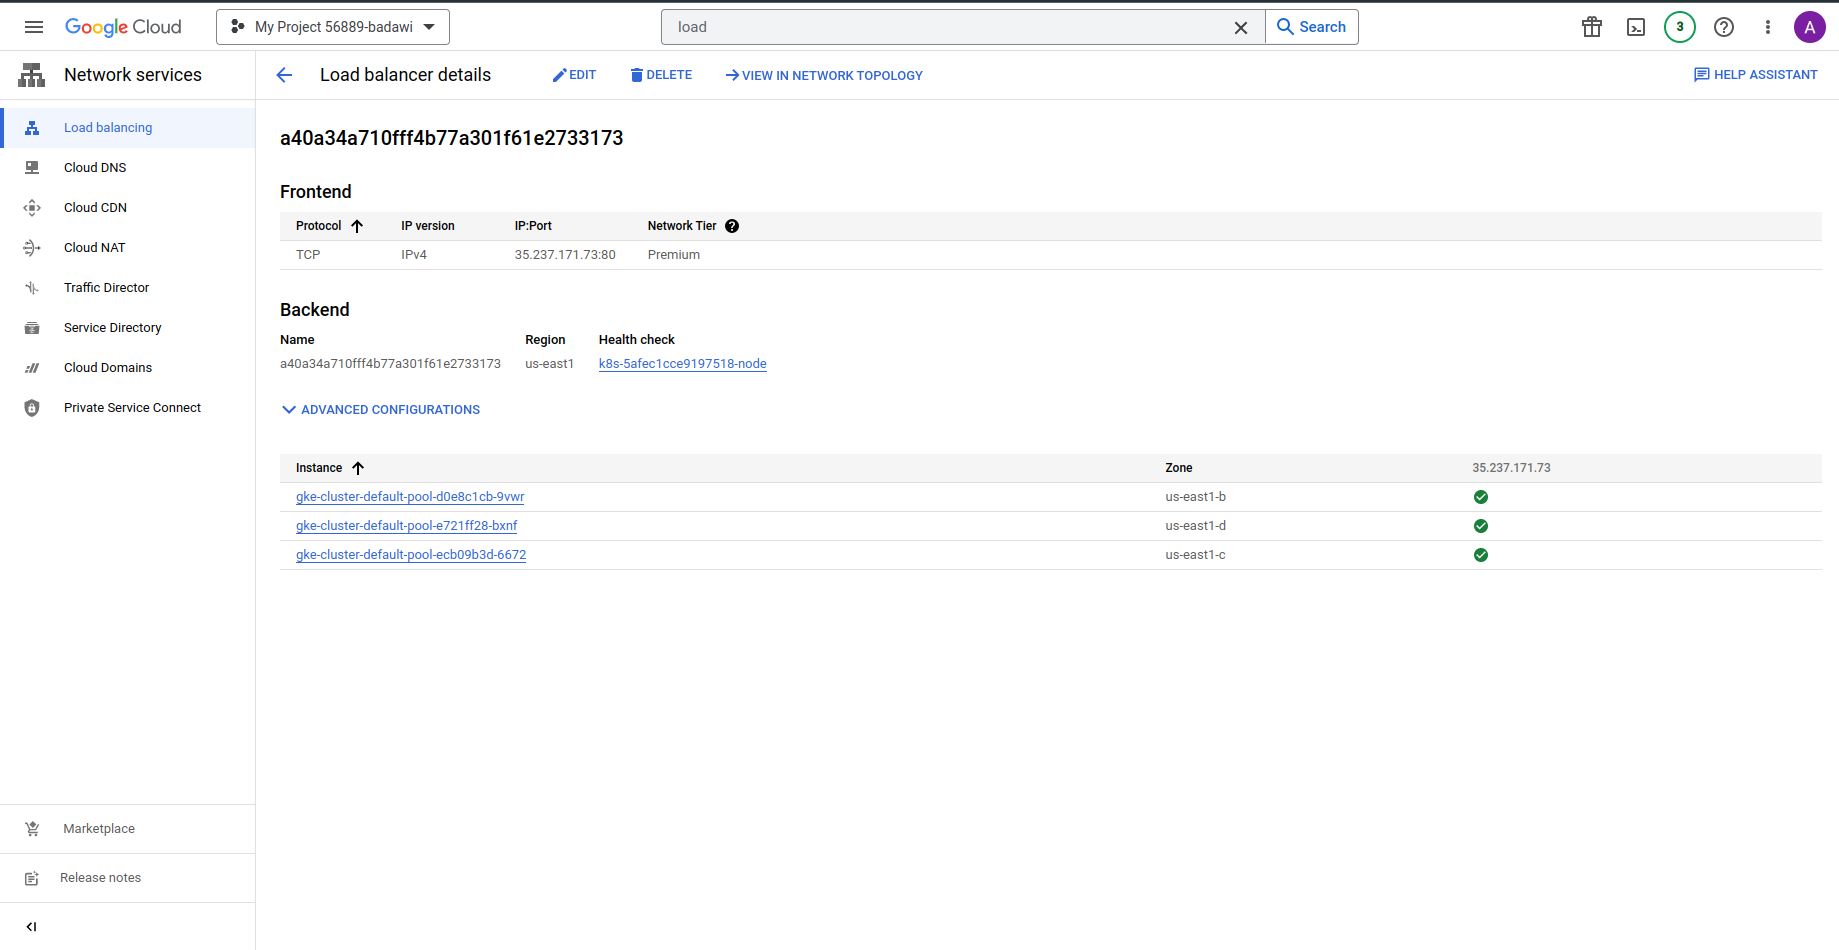 Google Cloud
My Project 56889-badawi
load
Search
3
A
Network services
Load balancer details
EDIT
DELETE
VIEW IN NETWORK TOPOLOGY
HELP ASSISTANT
Load balancing
Cloud DNS
Cloud CDN
Cloud NAT
Traffic Director
Service Directory
Cloud Domains
Private Service Connect
Marketplace
Release notes
a40a34a710fff4b77a301f61e2733173
Frontend
Protocol IP version IP:Port Network Tier
TCP IPv4 35.237.171.73:80 Premium
Backend
Name Region Health check
a40a34a710fff4b77a301f61e2733173 us-east1 k8s-5afec1cce9197518-node
ADVANCED CONFIGURATIONS
Instance Zone 35.237.171.73
gke-cluster-default-pool-d0e8c1cb-9vwr us-east1-b
gke-cluster-default-pool-e721ff28-bxnf us-east1-d
gke-cluster-default-pool-ecb09b3d-6672 us-east1-c